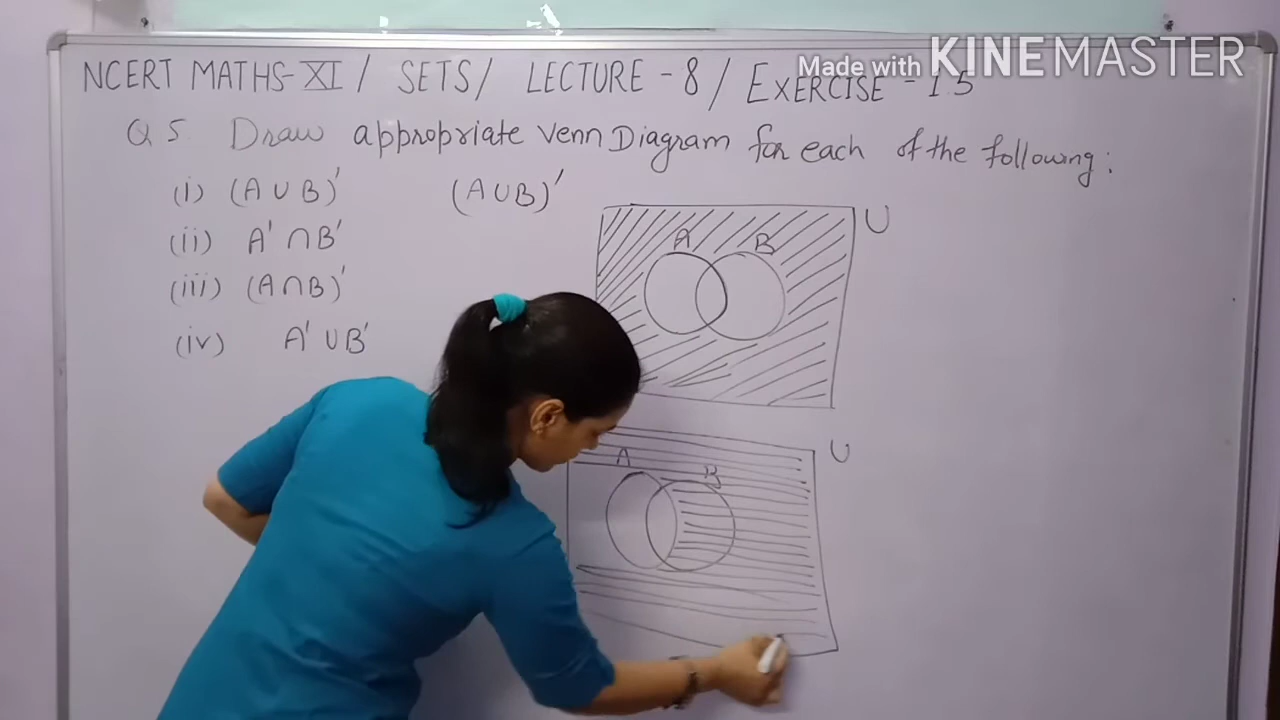 Made with KINEMASTER
NCERT MATHS-XI / SETS / LECTURE - 8 / EXERCISE - 1.5
Q 5 Draw appropriate Venn Diagram for each of the following:
(i) (A ∪ B)' (A ∪ B)'
U
A B
(ii) A' ∩ B'
(iii) (A ∩ B)'
(iv) A' ∪ B'
U
A B